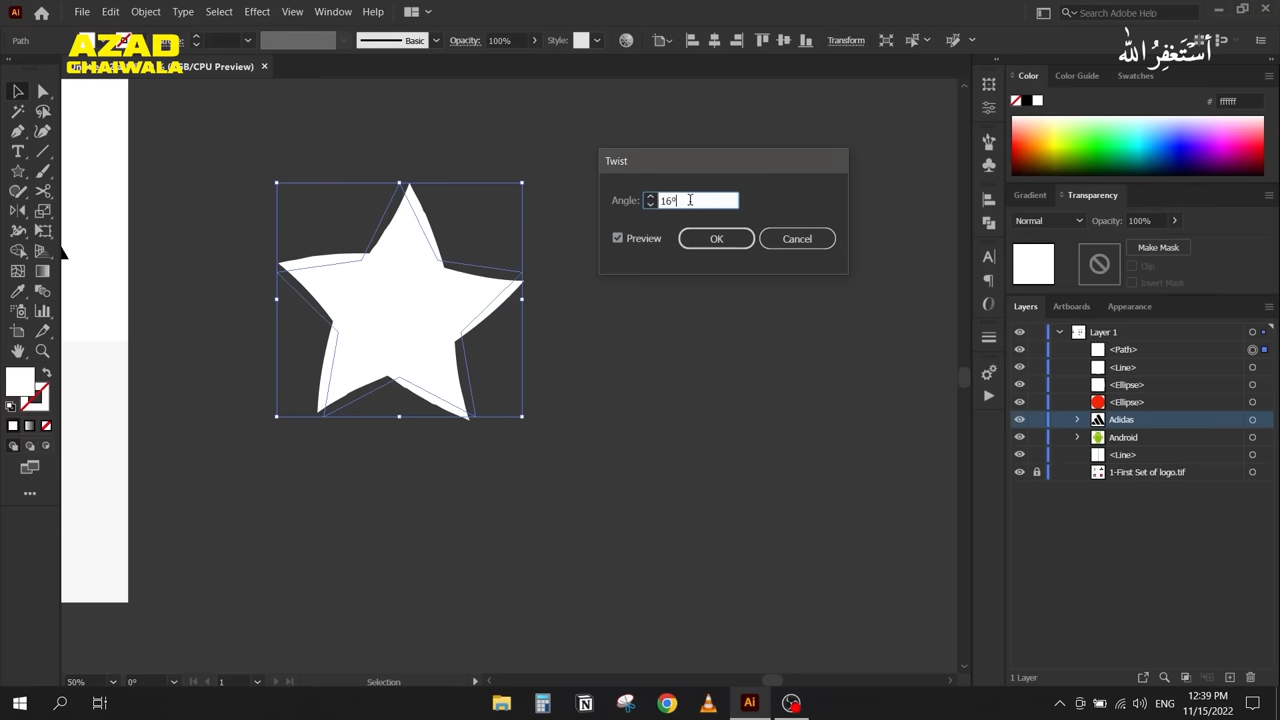 File Edit Object Type Select Effect View Window Help
Search Adobe Help
Path
Basic
Opacity: 100%
Style:
Transform
AZAD
CHAIWALA
أستغفر الله
GB/CPU Preview)
Color Color Guide Swatches
# ffffff
Twist
Angle: 16°
Preview OK Cancel
Gradient Transparency
Normal Opacity: 100%
Make Mask
Clip
Invert Mask
Layers Artboards Appearance
Layer 1
<Path>
<Line>
<Ellipse>
<Ellipse>
Adidas
Android
<Line>
1-First Set of logo.tif
50% 0° 1 Selection
1 Layer
ENG
12:39 PM
11/15/2022